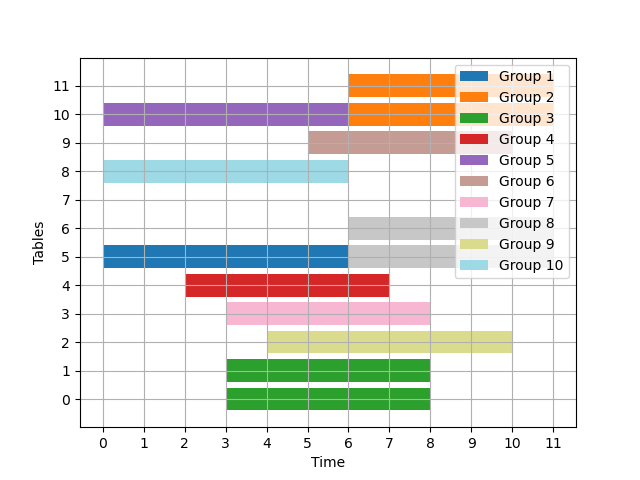 11
10
9
8
7
6
5
4
3
2
1
0
Tables
0 1 2 3 4 5 6 7 8 9 10 11
Time
Group 1
Group 2
Group 3
Group 4
Group 5
Group 6
Group 7
Group 8
Group 9
Group 10